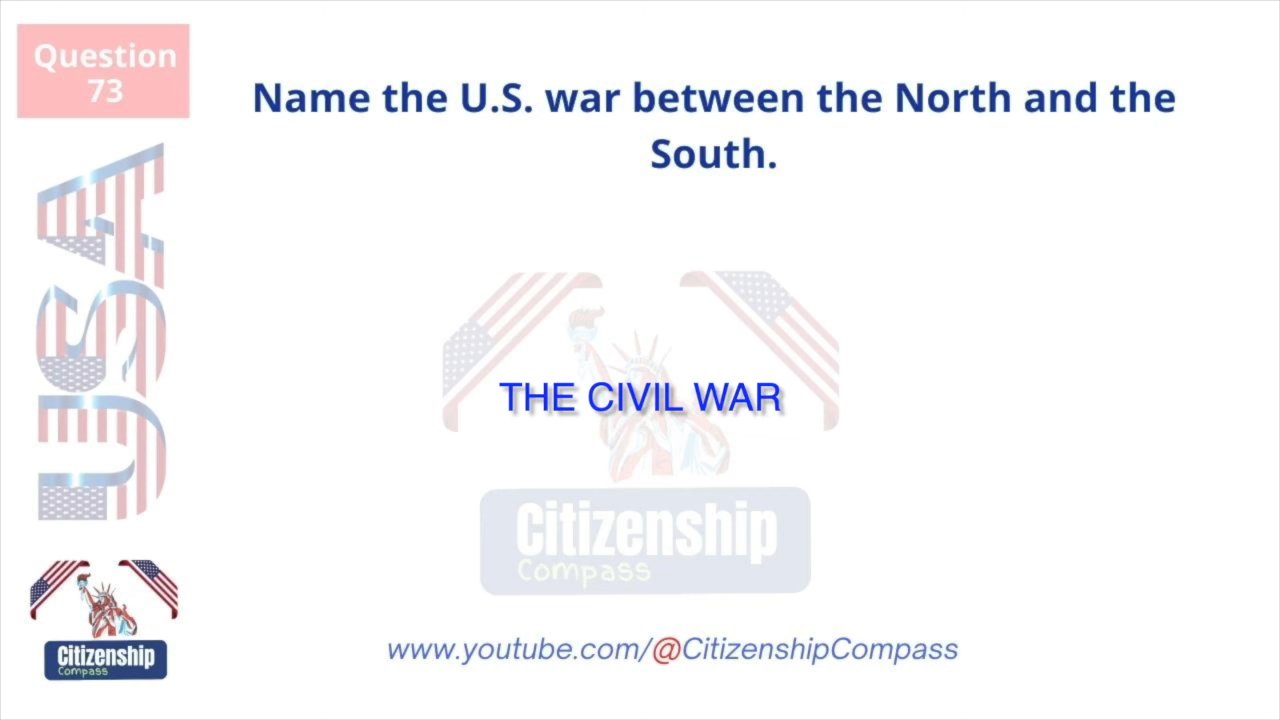 Question
73
Name the U.S. war between the North and the
South.
USA
THE CIVIL WAR
Citizenship
Compass
Citizenship
Compass
www.youtube.com/@CitizenshipCompass